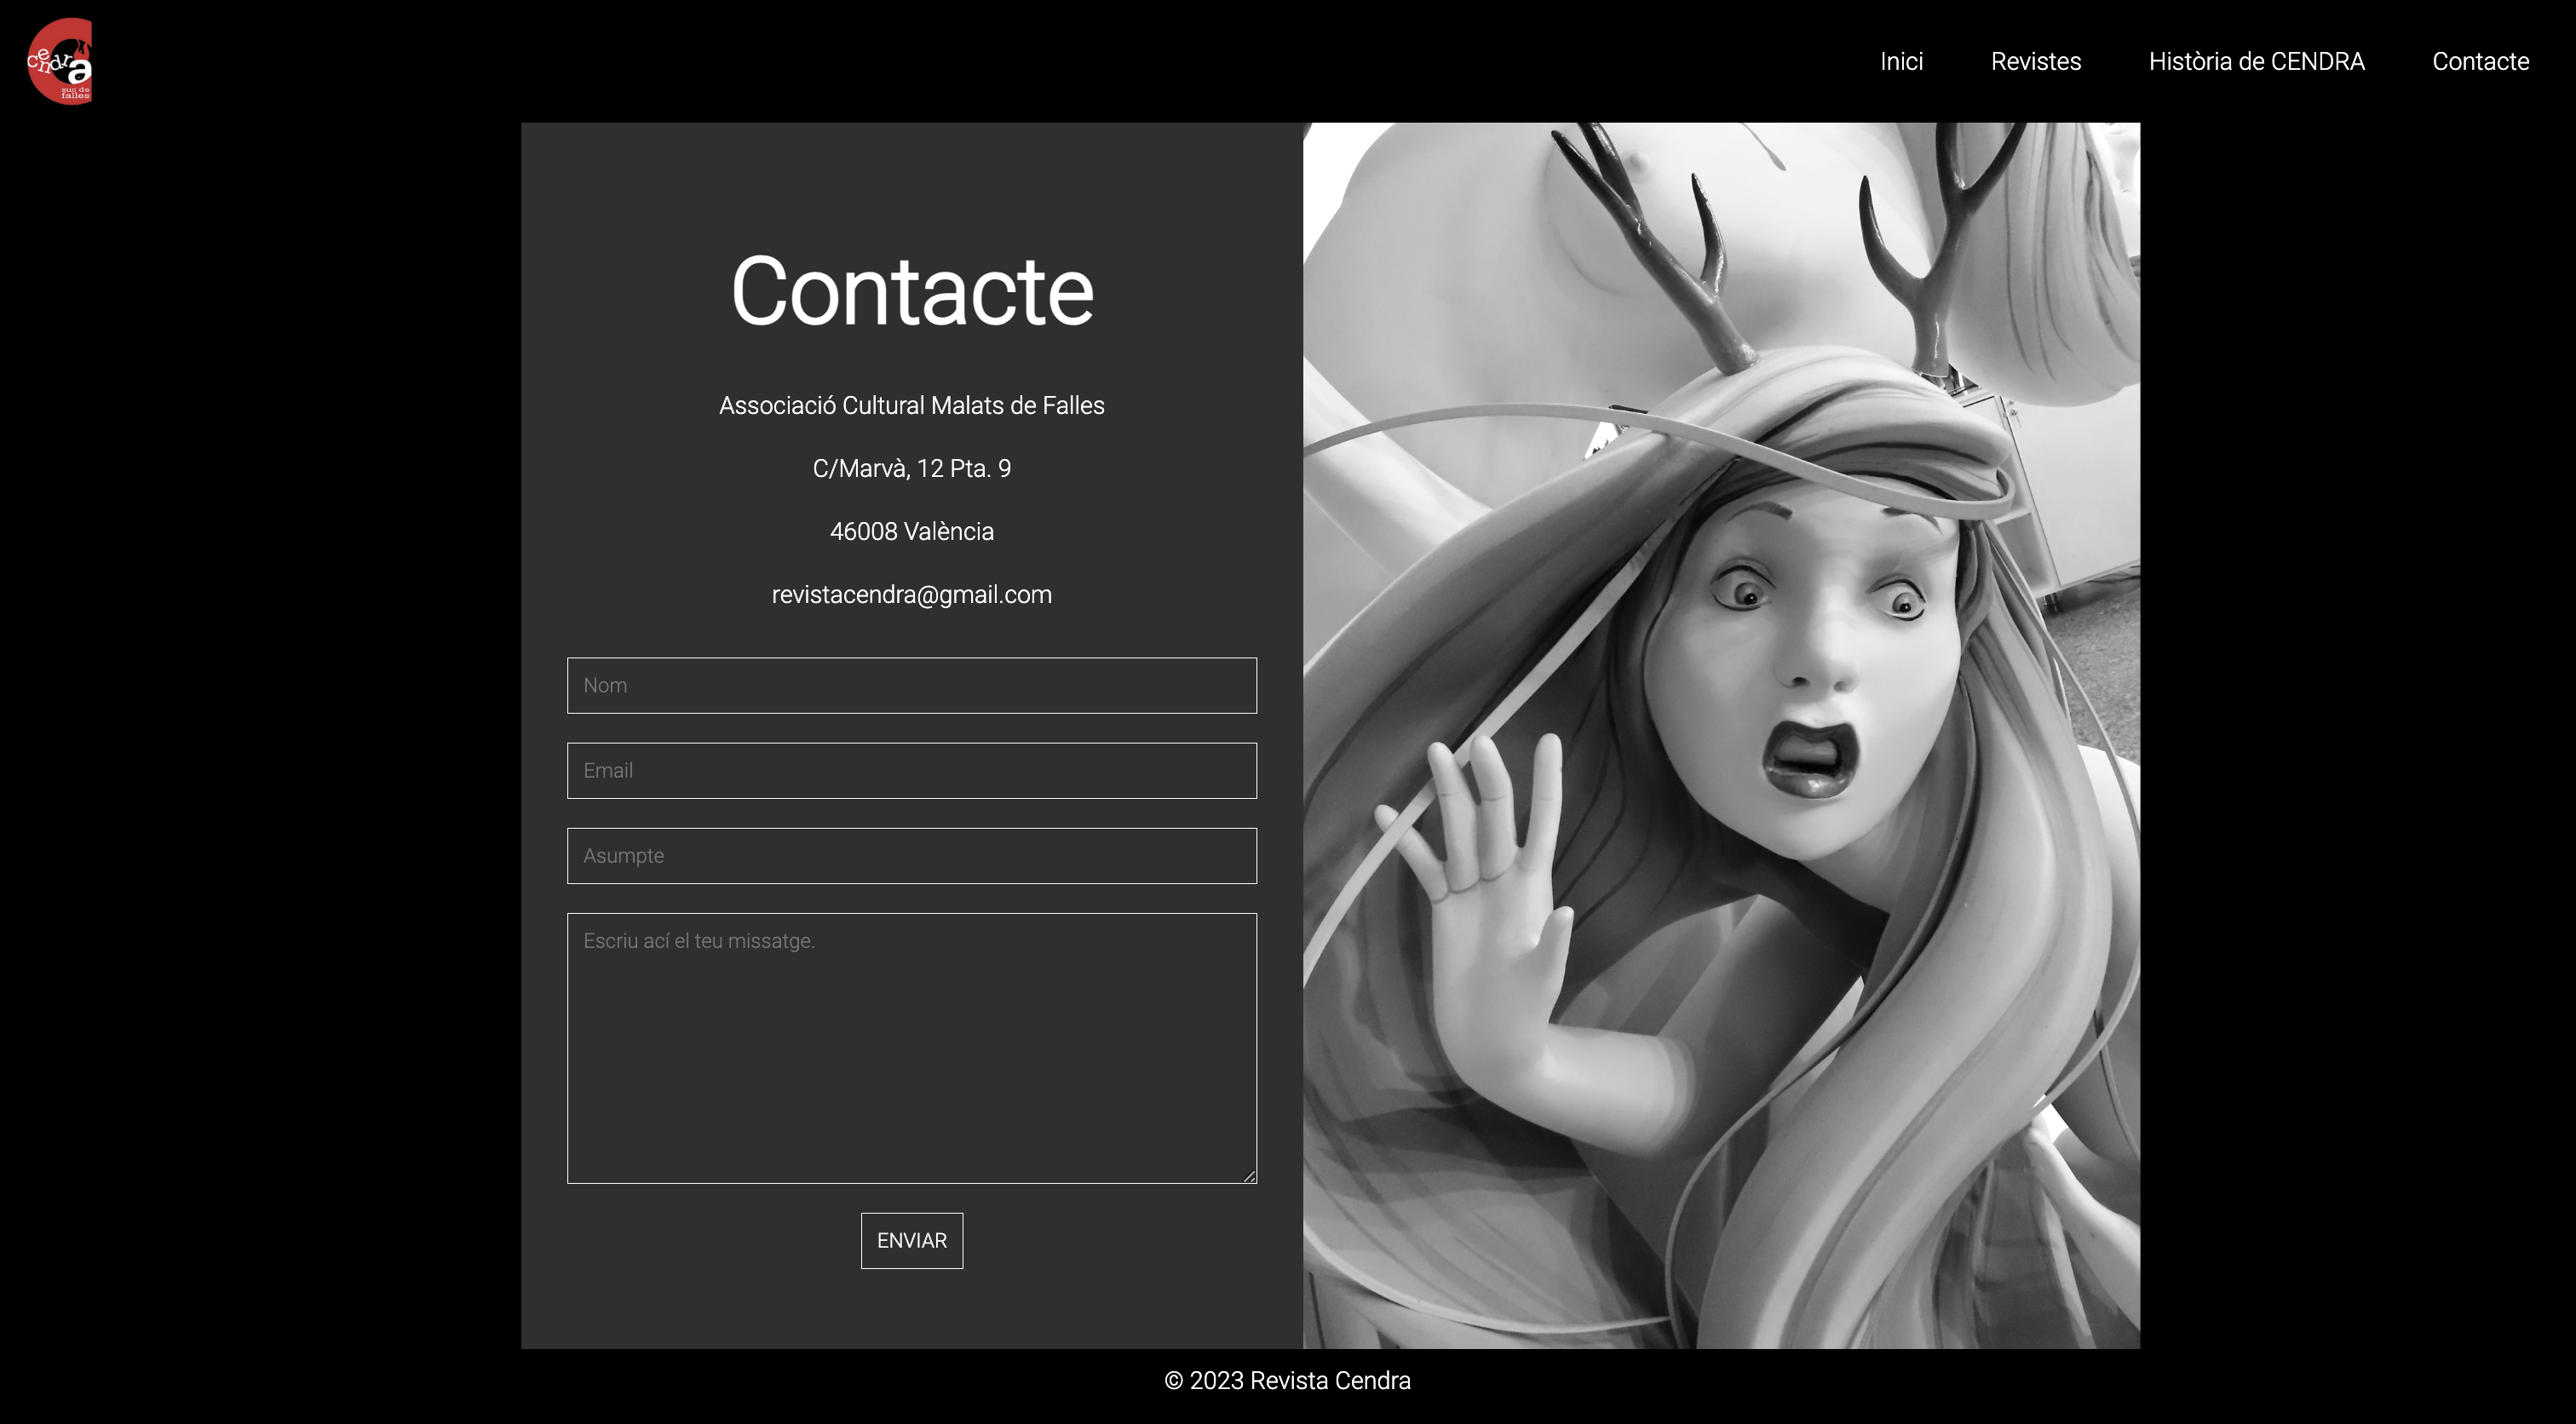 cendra
suc de
falles
Inici Revistes Història de CENDRA Contacte
Contacte
Associació Cultural Malats de Falles
C/Marvà, 12 Pta. 9
46008 València
revistacendra@gmail.com
Nom
Email
Asumpte
Escriu ací el teu missatge.
ENVIAR
© 2023 Revista Cendra